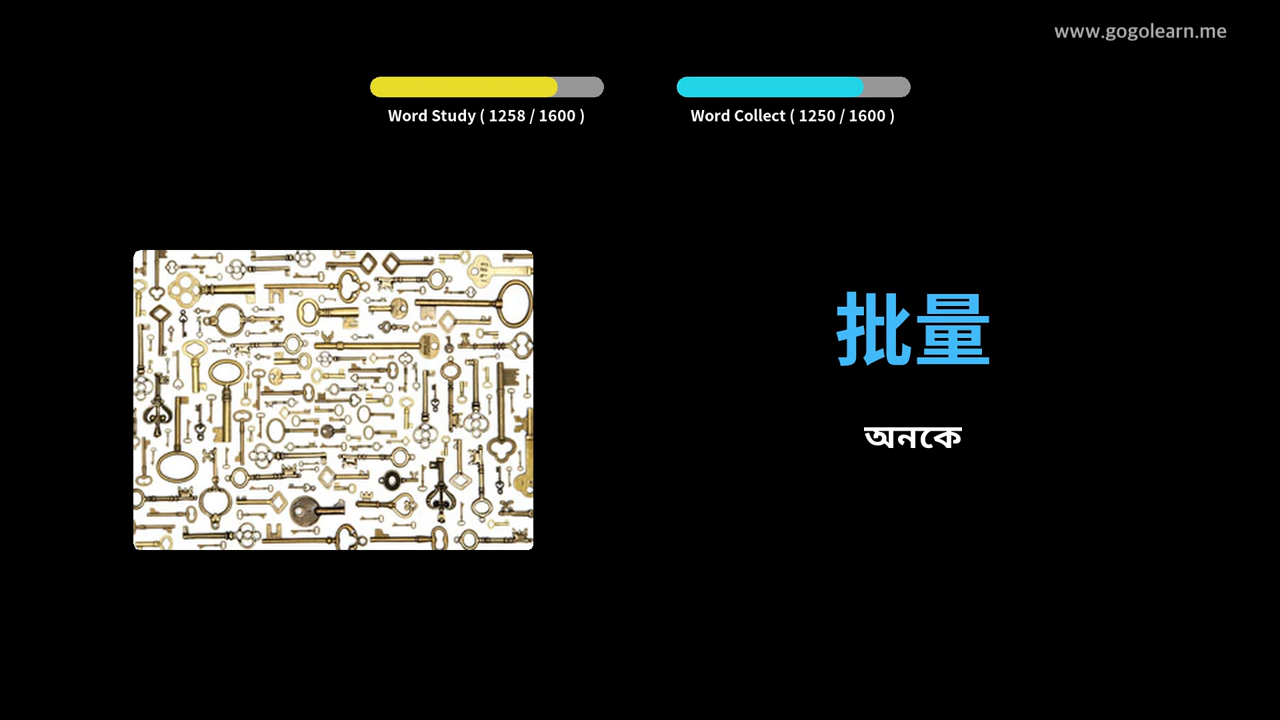 www.gogolearn.me
Word Study ( 1258 / 1600 )
Word Collect ( 1250 / 1600 )
批量
অনকে